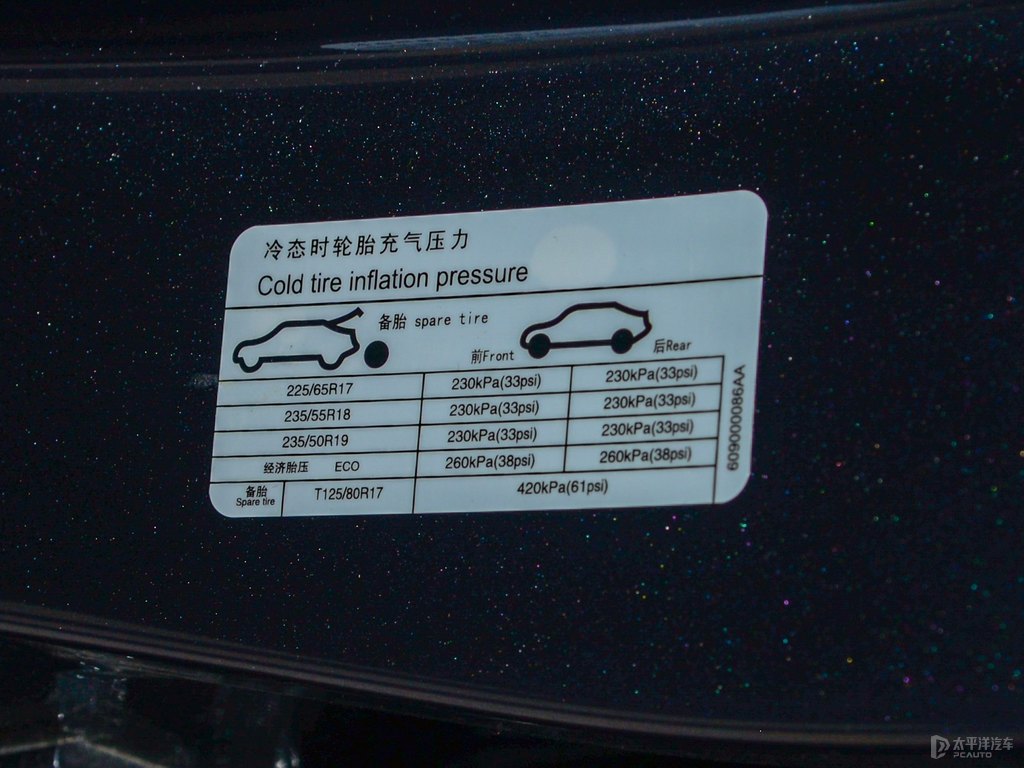 冷态时轮胎充气压力
Cold tire inflation pressure
备胎 spare tire
前Front 后Rear
225/65R17 230kPa(33psi) 230kPa(33psi)
235/55R18 230kPa(33psi) 230kPa(33psi)
235/50R19 230kPa(33psi) 230kPa(33psi)
经济胎压 ECO 260kPa(38psi) 260kPa(38psi)
备胎 Spare tire T125/80R17 420kPa(61psi)
609000086AA
太平洋汽车
PCAUTO